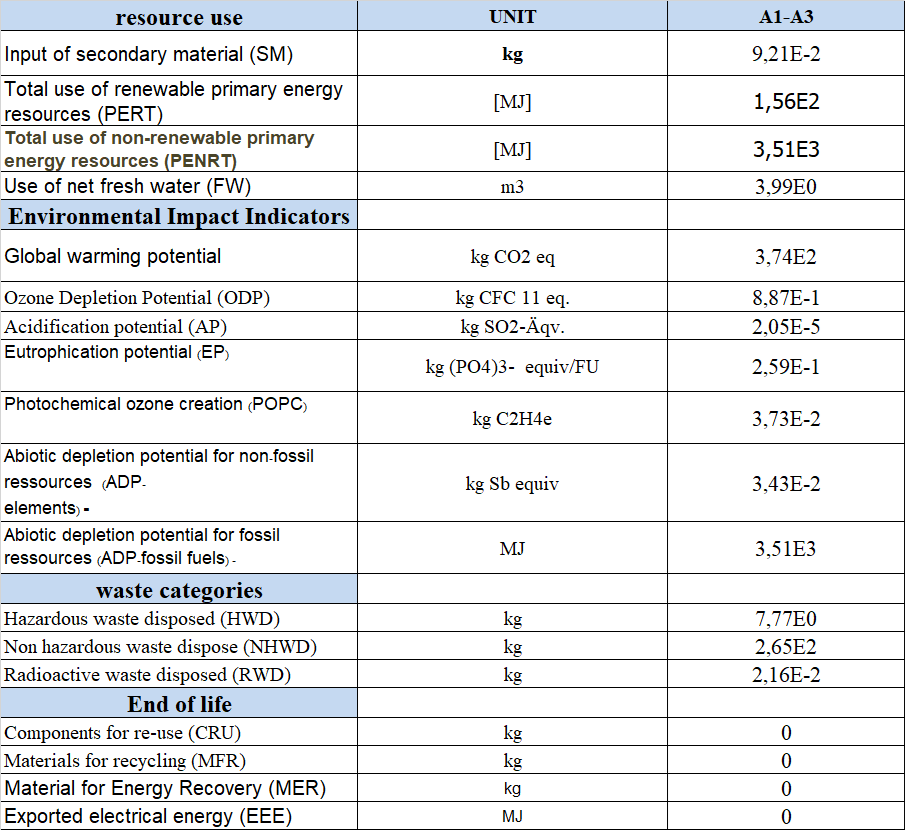 resource use UNIT A1-A3
Input of secondary material (SM) kg 9,21E-2
Total use of renewable primary energy
resources (PERT) [MJ] 1,56E2
Total use of non-renewable primary
energy resources (PENRT) [MJ] 3,51E3
Use of net fresh water (FW) m3 3,99E0
Environmental Impact Indicators
Global warming potential kg CO2 eq 3,74E2
Ozone Depletion Potential (ODP) kg CFC 11 eq. 8,87E-1
Acidification potential (AP) kg SO2-Äqv. 2,05E-5
Eutrophication potential (EP) kg (PO4)3- equiv/FU 2,59E-1
Photochemical ozone creation (POPC) kg C2H4e 3,73E-2
Abiotic depletion potential for non-fossil
ressources (ADP- kg Sb equiv 3,43E-2
elements) -
Abiotic depletion potential for fossil
ressources (ADP-fossil fuels) - MJ 3,51E3
waste categories
Hazardous waste disposed (HWD) kg 7,77E0
Non hazardous waste dispose (NHWD) kg 2,65E2
Radioactive waste disposed (RWD) kg 2,16E-2
End of life
Components for re-use (CRU) kg 0
Materials for recycling (MFR) kg 0
Material for Energy Recovery (MER) kg 0
Exported electrical energy (EEE) MJ 0